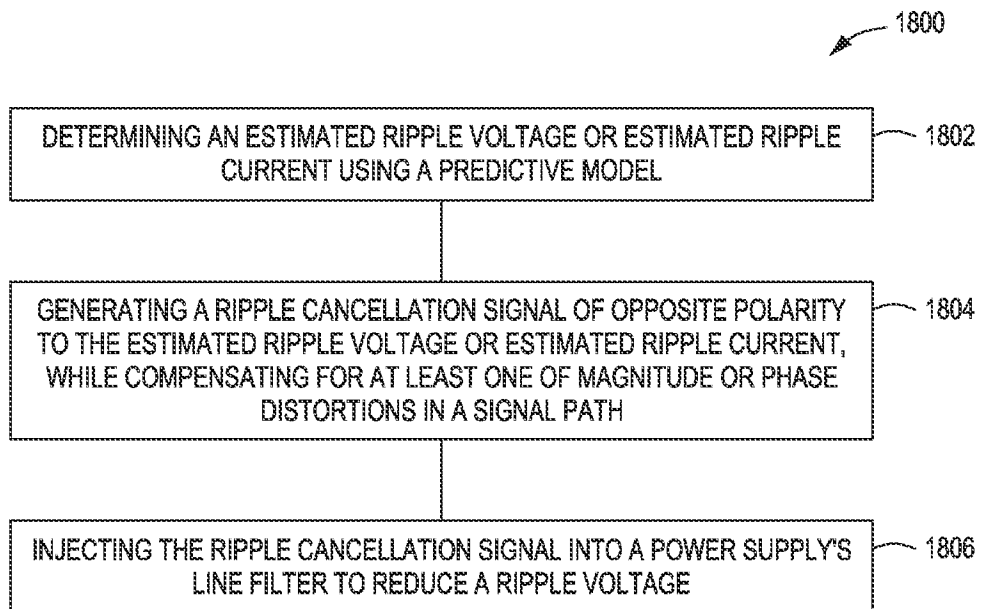 1800
DETERMINING AN ESTIMATED RIPPLE VOLTAGE OR ESTIMATED RIPPLE
CURRENT USING A PREDICTIVE MODEL
1802
GENERATING A RIPPLE CANCELLATION SIGNAL OF OPPOSITE POLARITY
TO THE ESTIMATED RIPPLE VOLTAGE OR ESTIMATED RIPPLE CURRENT,
WHILE COMPENSATING FOR AT LEAST ONE OF MAGNITUDE OR PHASE
DISTORTIONS IN A SIGNAL PATH
1804
INJECTING THE RIPPLE CANCELLATION SIGNAL INTO A POWER SUPPLY'S
LINE FILTER TO REDUCE A RIPPLE VOLTAGE
1806